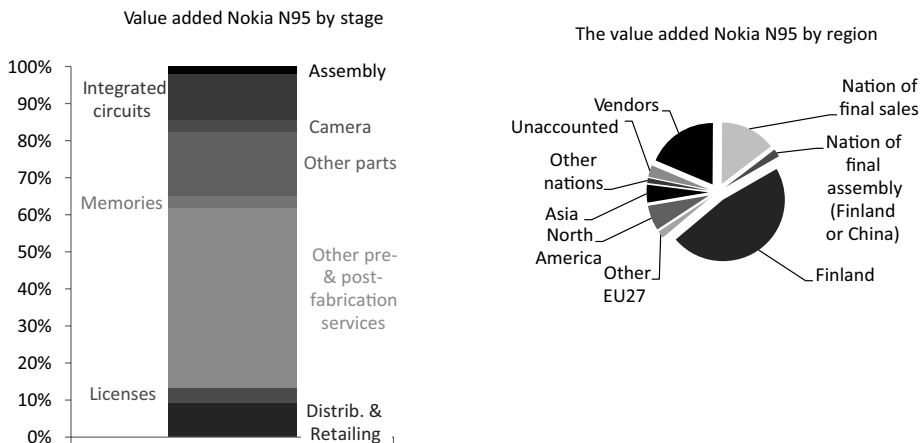 Value added Nokia N95 by stage
100%
90%
80%
70%
60%
50%
40%
30%
20%
10%
0%
Integrated
circuits
Memories
Licenses
Assembly
Camera
Other parts
Other pre-
& post-
fabrication
services
Distrib. &
Retailing
The value added Nokia N95 by region
Vendors
Unaccounted
Other
nations
Asia
North
America
Other
EU27
Nation of
final sales
Nation of
final
assembly
(Finland
or China)
Finland